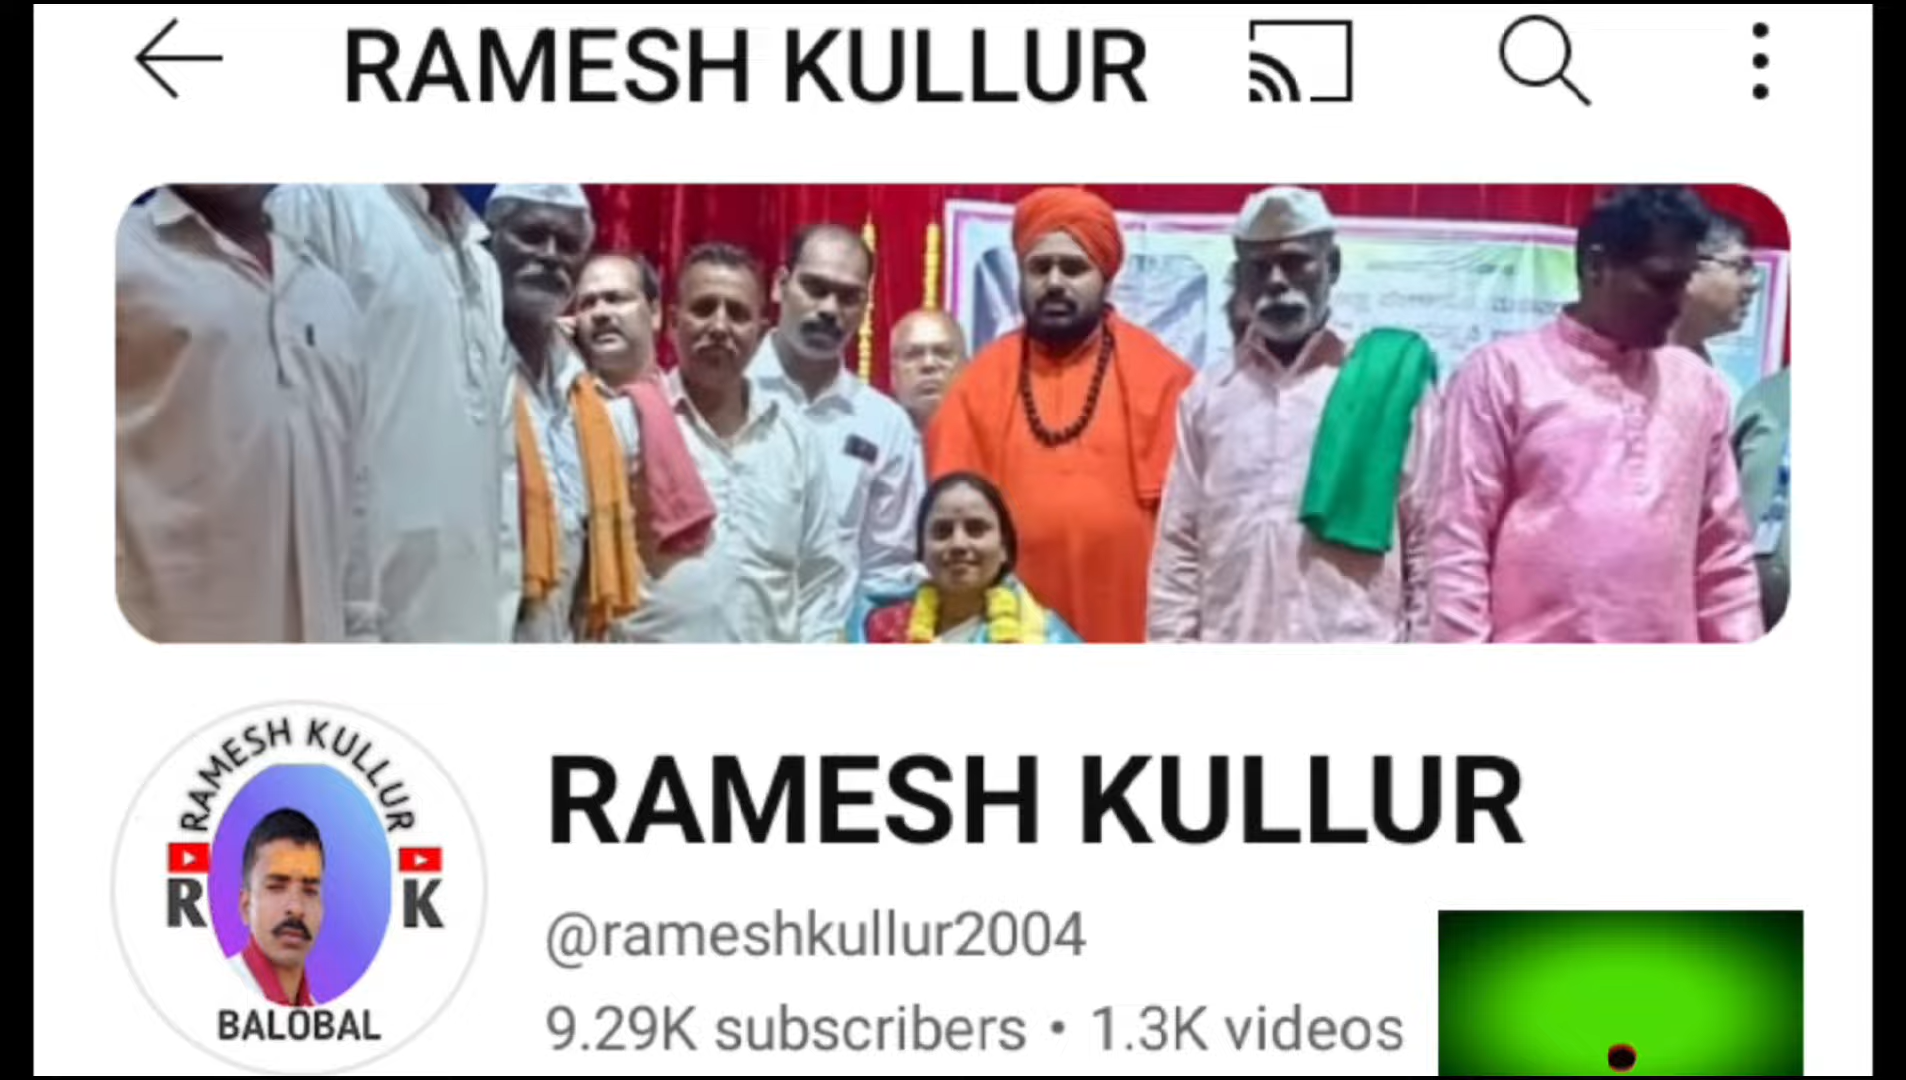 RAMESH KULLUR
RAMESH KULLUR
R K
BALOBAL
RAMESH KULLUR
@rameshkullur2004
9.29K subscribers • 1.3K videos